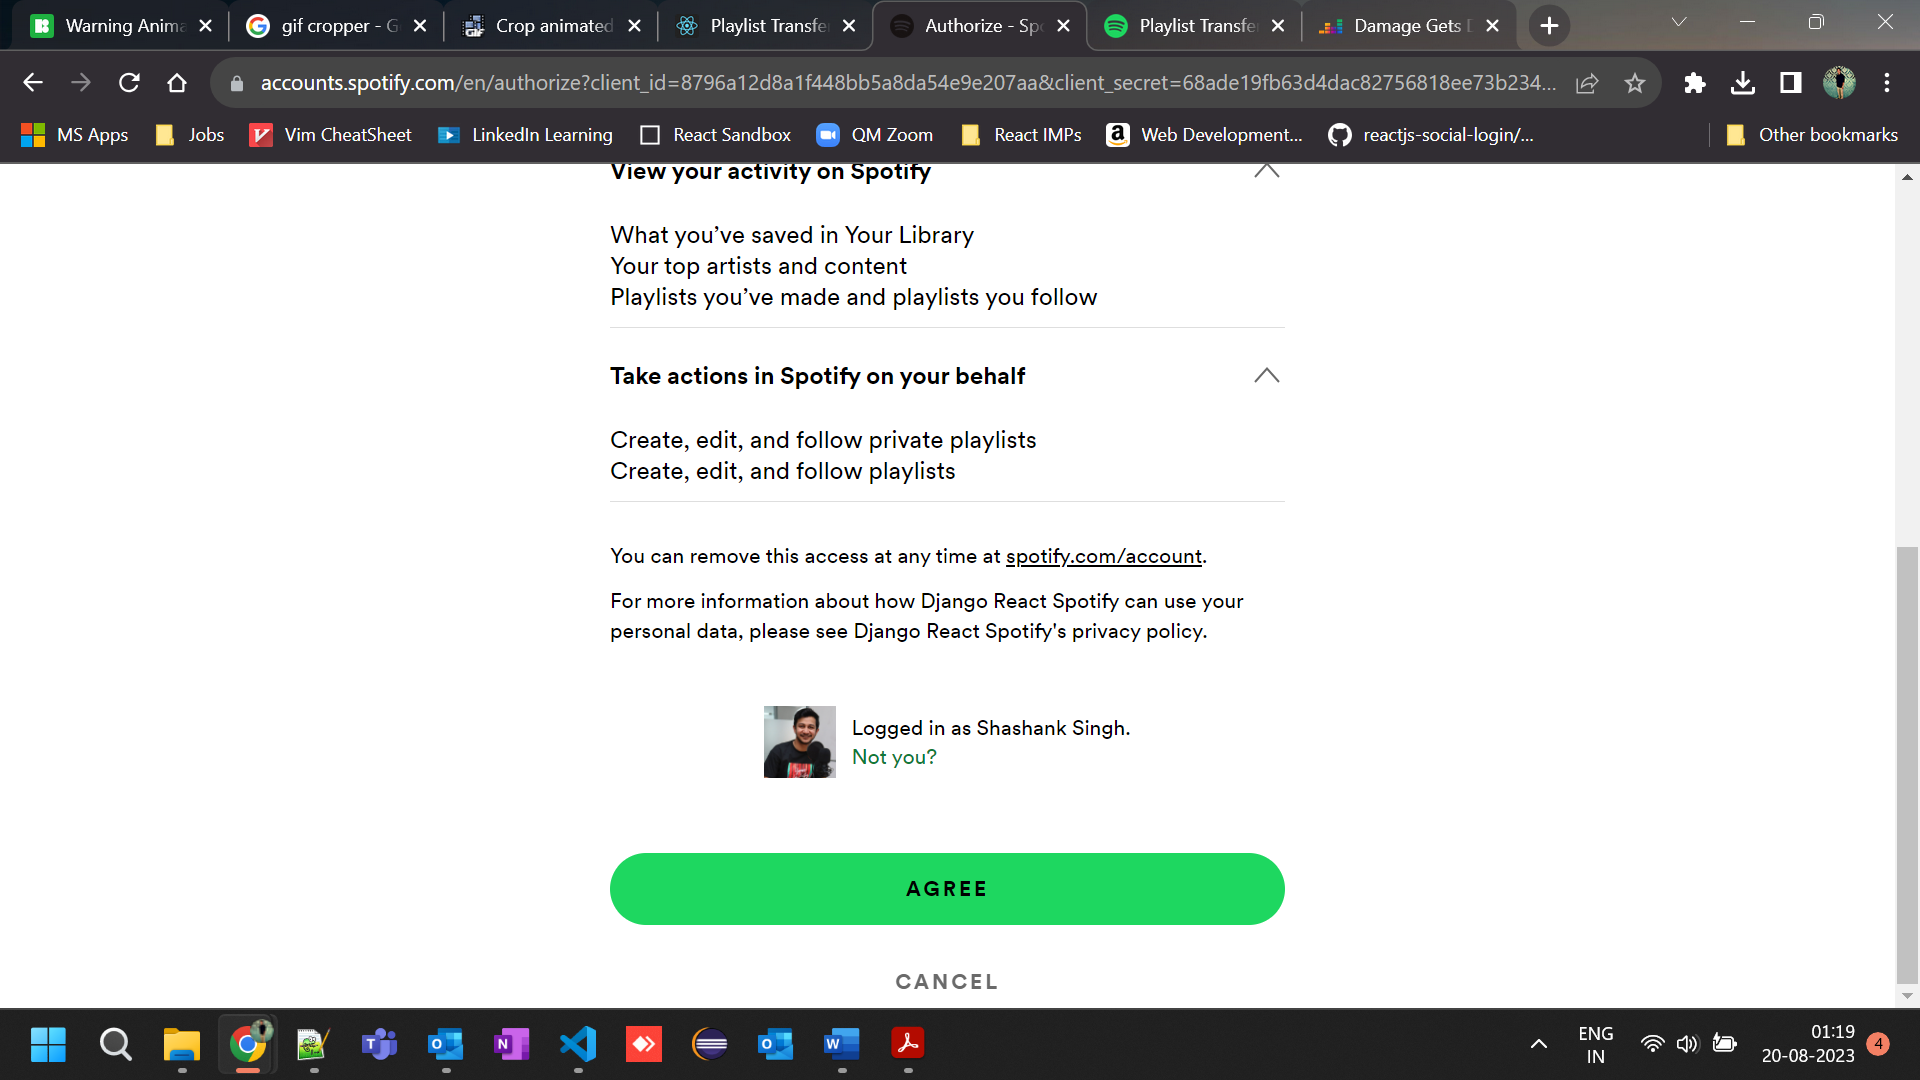 Warning Anima
gif cropper - G
Crop animated
Playlist Transfe
Authorize - Spo
Playlist Transfe
Damage Gets D
accounts.spotify.com/en/authorize?client_id=8796a12d8a1f448bb5a8da54e9e207aa&client_secret=68ade19fb63d4dac82756818ee73b234...
MS Apps
Jobs
Vim CheatSheet
LinkedIn Learning
React Sandbox
QM Zoom
React IMPs
Web Development...
reactjs-social-login/...
Other bookmarks
View your activity on Spotify
What you’ve saved in Your Library
Your top artists and content
Playlists you’ve made and playlists you follow
Take actions in Spotify on your behalf
Create, edit, and follow private playlists
Create, edit, and follow playlists
You can remove this access at any time at spotify.com/account.
For more information about how Django React Spotify can use your
personal data, please see Django React Spotify's privacy policy.
Logged in as Shashank Singh.
Not you?
AGREE
CANCEL
ENG
IN
01:19
20-08-2023
4